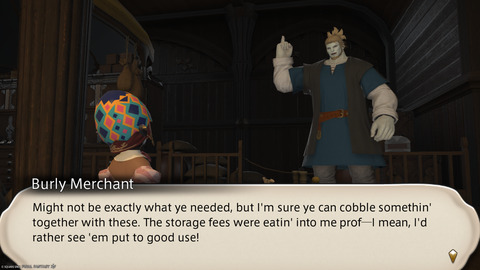 Burly Merchant
Might not be exactly what ye needed, but I'm sure ye can cobble somethin'
together with these. The storage fees were eatin' into me prof—I mean, I'd
rather see 'em put to good use!